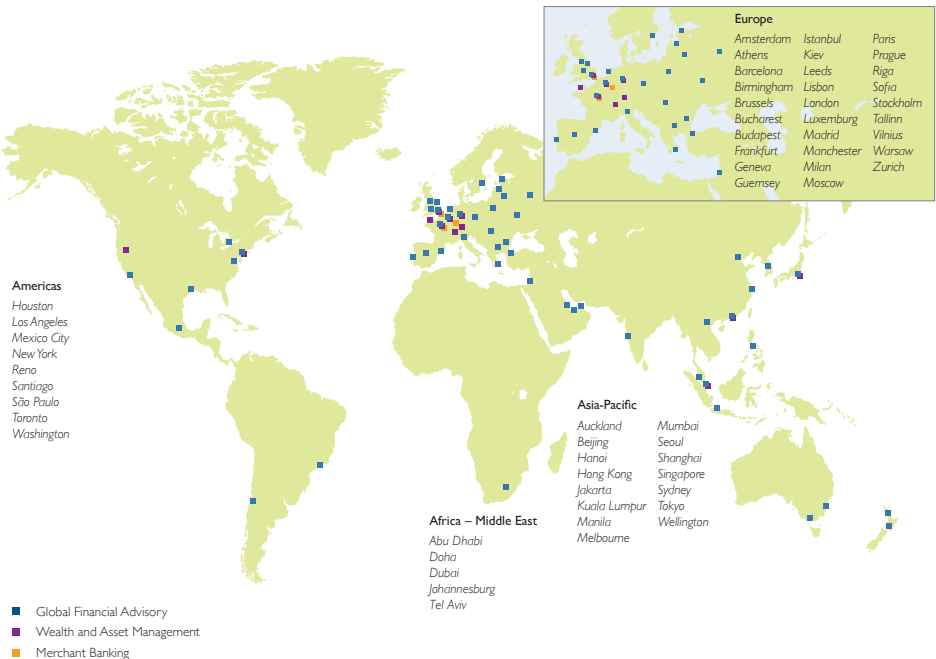 Europe
Amsterdam Istanbul Paris
Athens Kiev Prague
Barcelona Leeds Riga
Birmingham Lisbon Sofia
Brussels London Stockholm
Bucharest Luxemburg Tallinn
Budapest Madrid Vilnius
Frankfurt Manchester Warsaw
Geneva Milan Zurich
Guernsey Moscow
Americas
Houston
Los Angeles
Mexico City
New York
Reno
Santiago
São Paulo
Toronto
Washington
Asia-Pacific
Auckland Mumbai
Beijing Seoul
Hanoi Shanghai
Hong Kong Singapore
Jakarta Sydney
Kuala Lumpur Tokyo
Manila Wellington
Melbourne
Africa – Middle East
Abu Dhabi
Doha
Dubai
Johannesburg
Tel Aviv
Global Financial Advisory
Wealth and Asset Management
Merchant Banking